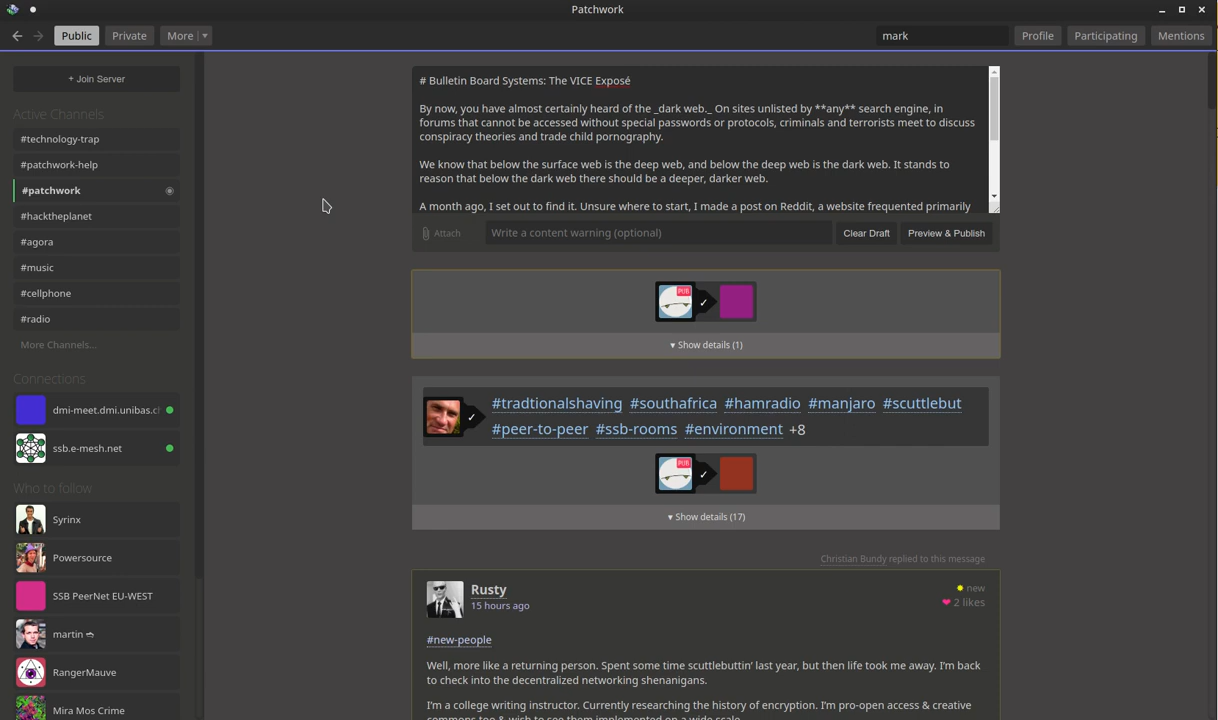 Patchwork
Public
Private
More
mark
Profile
Participating
Mentions
+ Join Server
Active Channels
#technology-trap
#patchwork-help
#patchwork
#hacktheplanet
#agora
#music
#cellphone
#radio
More Channels...
Connections
dmi-meet.dmi.unibas.c
ssb.e-mesh.net
Who to follow
Syrinx
Powersource
SSB PeerNet EU-WEST
martin
RangerMauve
Mira Mos Crime
# Bulletin Board Systems: The VICE Exposé
By now, you have almost certainly heard of the _dark web._ On sites unlisted by **any** search engine, in
forums that cannot be accessed without special passwords or protocols, criminals and terrorists meet to discuss
conspiracy theories and trade child pornography.
We know that below the surface web is the deep web, and below the deep web is the dark web. It stands to
reason that below the dark web there should be a deeper, darker web.
A month ago, I set out to find it. Unsure where to start, I made a post on Reddit, a website frequented primarily
Attach
Write a content warning (optional)
Clear Draft
Preview & Publish
PUB
✓
▾ Show details (1)
✓
#tradtionalshaving #southafrica #hamradio #manjaro #scuttlebut
#peer-to-peer #ssb-rooms #environment +8
PUB
✓
▾ Show details (17)
Christian Bundy replied to this message
Rusty
15 hours ago
new
❤ 2 likes
#new-people
Well, more like a returning person. Spent some time scuttlebuttin’ last year, but then life took me away. I’m back
to check into the decentralized networking shenanigans.
I’m a college writing instructor. Currently researching the history of encryption. I’m pro-open access & creative
commons too & wish to see them implemented on a wide scale.